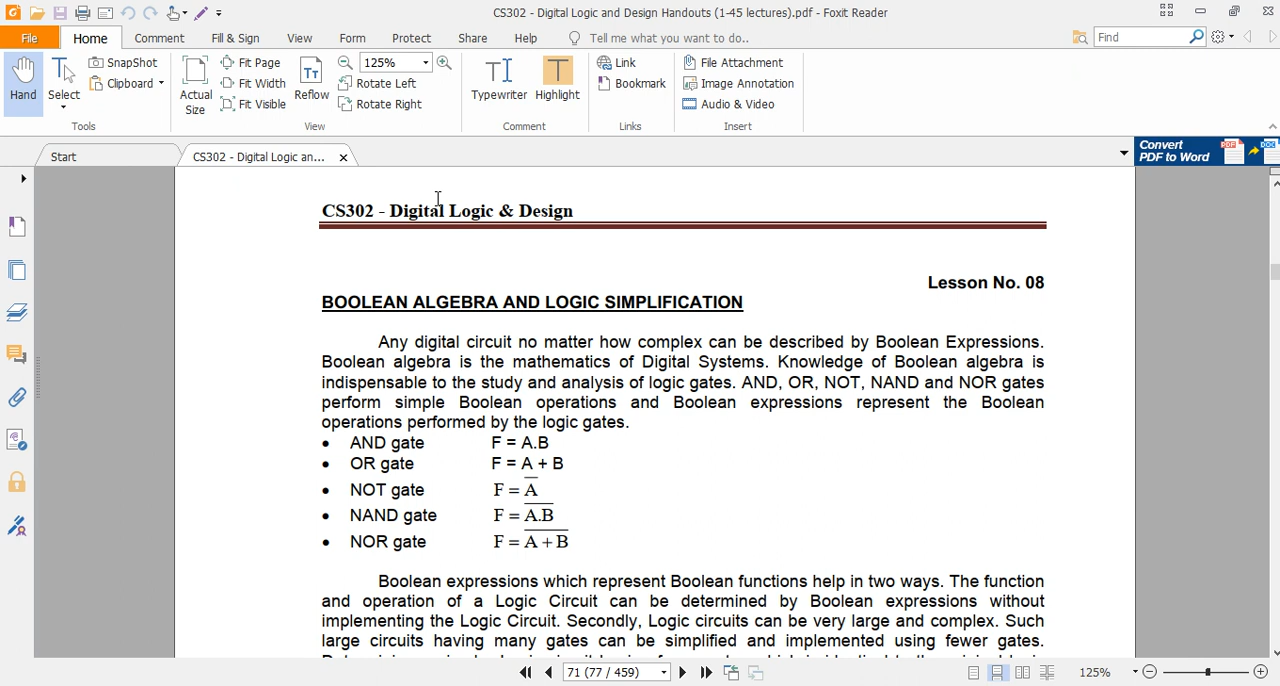 CS302 - Digital Logic and Design Handouts (1-45 lectures).pdf - Foxit Reader
File Home Comment Fill & Sign View Form Protect Share Help Tell me what you want to do.. Find
Hand Select SnapShot Clipboard Tools
Actual Size Fit Page Fit Width Fit Visible Reflow 125% Rotate Left Rotate Right View
Typewriter Highlight Comment
Link Bookmark Links
File Attachment Image Annotation Audio & Video Insert
Start CS302 - Digital Logic an... Convert PDF to Word PDF DOC
CS302 - Digital Logic & Design
Lesson No. 08
BOOLEAN ALGEBRA AND LOGIC SIMPLIFICATION
Any digital circuit no matter how complex can be described by Boolean Expressions.
Boolean algebra is the mathematics of Digital Systems. Knowledge of Boolean algebra is
indispensable to the study and analysis of logic gates. AND, OR, NOT, NAND and NOR gates
perform simple Boolean operations and Boolean expressions represent the Boolean
operations performed by the logic gates.
• AND gate F = A.B
• OR gate F = A + B
• NOT gate F = A̅
• NAND gate F = A̅.̅B̅
• NOR gate F = A̅ ̅+̅ ̅B̅
Boolean expressions which represent Boolean functions help in two ways. The function
and operation of a Logic Circuit can be determined by Boolean expressions without
implementing the Logic Circuit. Secondly, Logic circuits can be very large and complex. Such
large circuits having many gates can be simplified and implemented using fewer gates.
71 (77 / 459) 125%